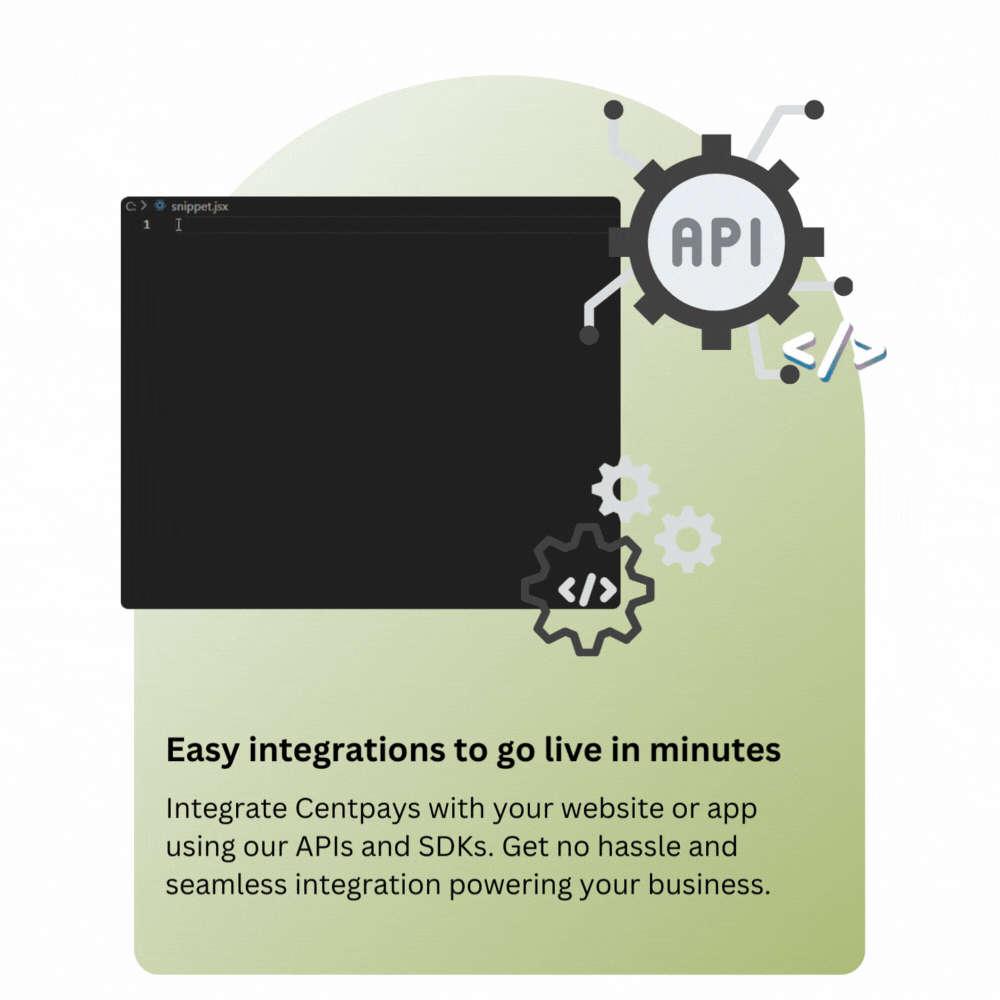 C: > snippet.jsx
1
API
</>
</>
Easy integrations to go live in minutes
Integrate Centpays with your website or app
using our APIs and SDKs. Get no hassle and
seamless integration powering your business.